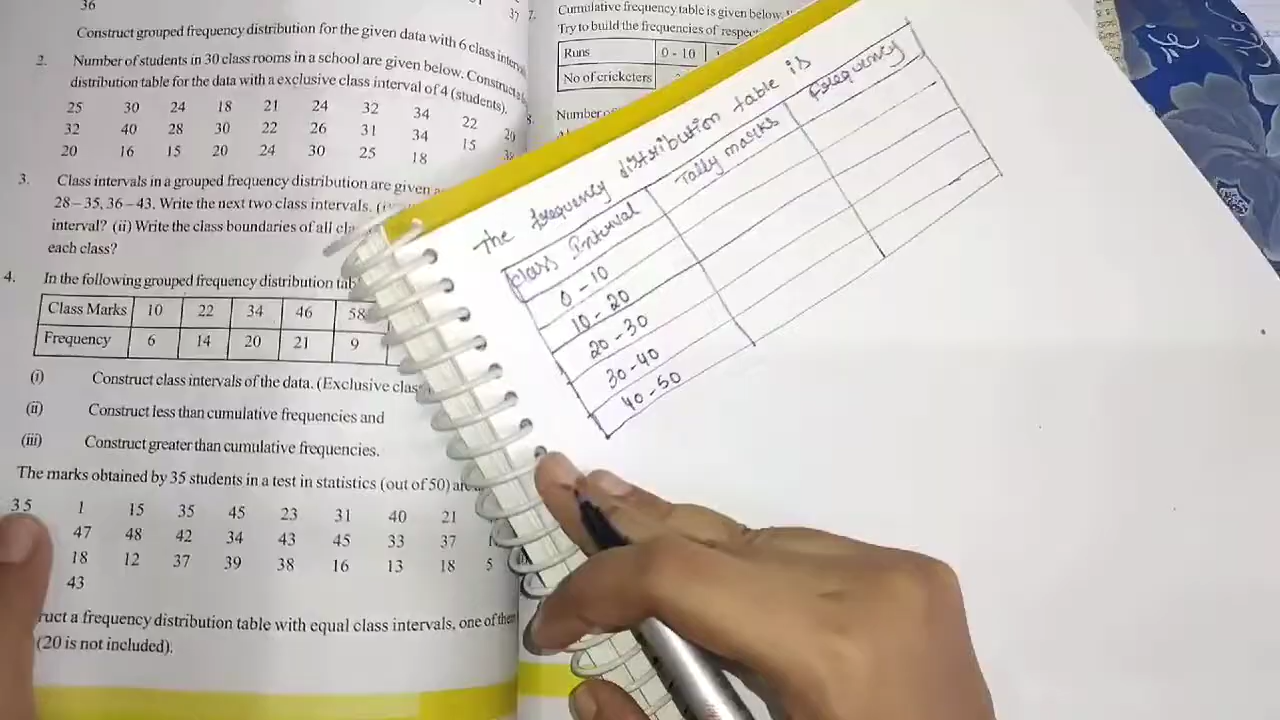 36
Construct grouped frequency distribution for the given data with 6 class
2. Number of students in 30 class rooms in a school are given below. Construct a
distribution table for the data with a exclusive class interval of 4 (students).
25 30 24 18 21 24 32 34 22
32 40 28 30 22 26 31 34 15
20 16 15 20 24 30 25 18
3. Class intervals in a grouped frequency distribution are given
28 – 35, 36 – 43. Write the next two class intervals.
interval? (ii) Write the class boundaries of all
each class?
4. In the following grouped frequency distribution
Class Marks 10 22 34 46 58
Frequency 6 14 20 21 9
(i) Construct class intervals of the data. (Exclusive
(ii) Construct less than cumulative frequencies and
(iii) Construct greater than cumulative frequencies.
The marks obtained by 35 students in a test in statistics (out of 50)
35 1 15 35 45 23 31 40 21
47 48 42 34 43 45 33 37
18 12 37 39 38 16 13 18 5
43
a frequency distribution table with equal class intervals, one of
(20 is not included).
37 7. Cumulative frequency table is given below.
Try to build the frequencies of
Runs 0 - 10
No of cricketers
8. Number
The frequency distribution table is
Class Interval Tally marks Frequency
0 - 10
10 - 20
20 - 30
30 - 40
40 - 50